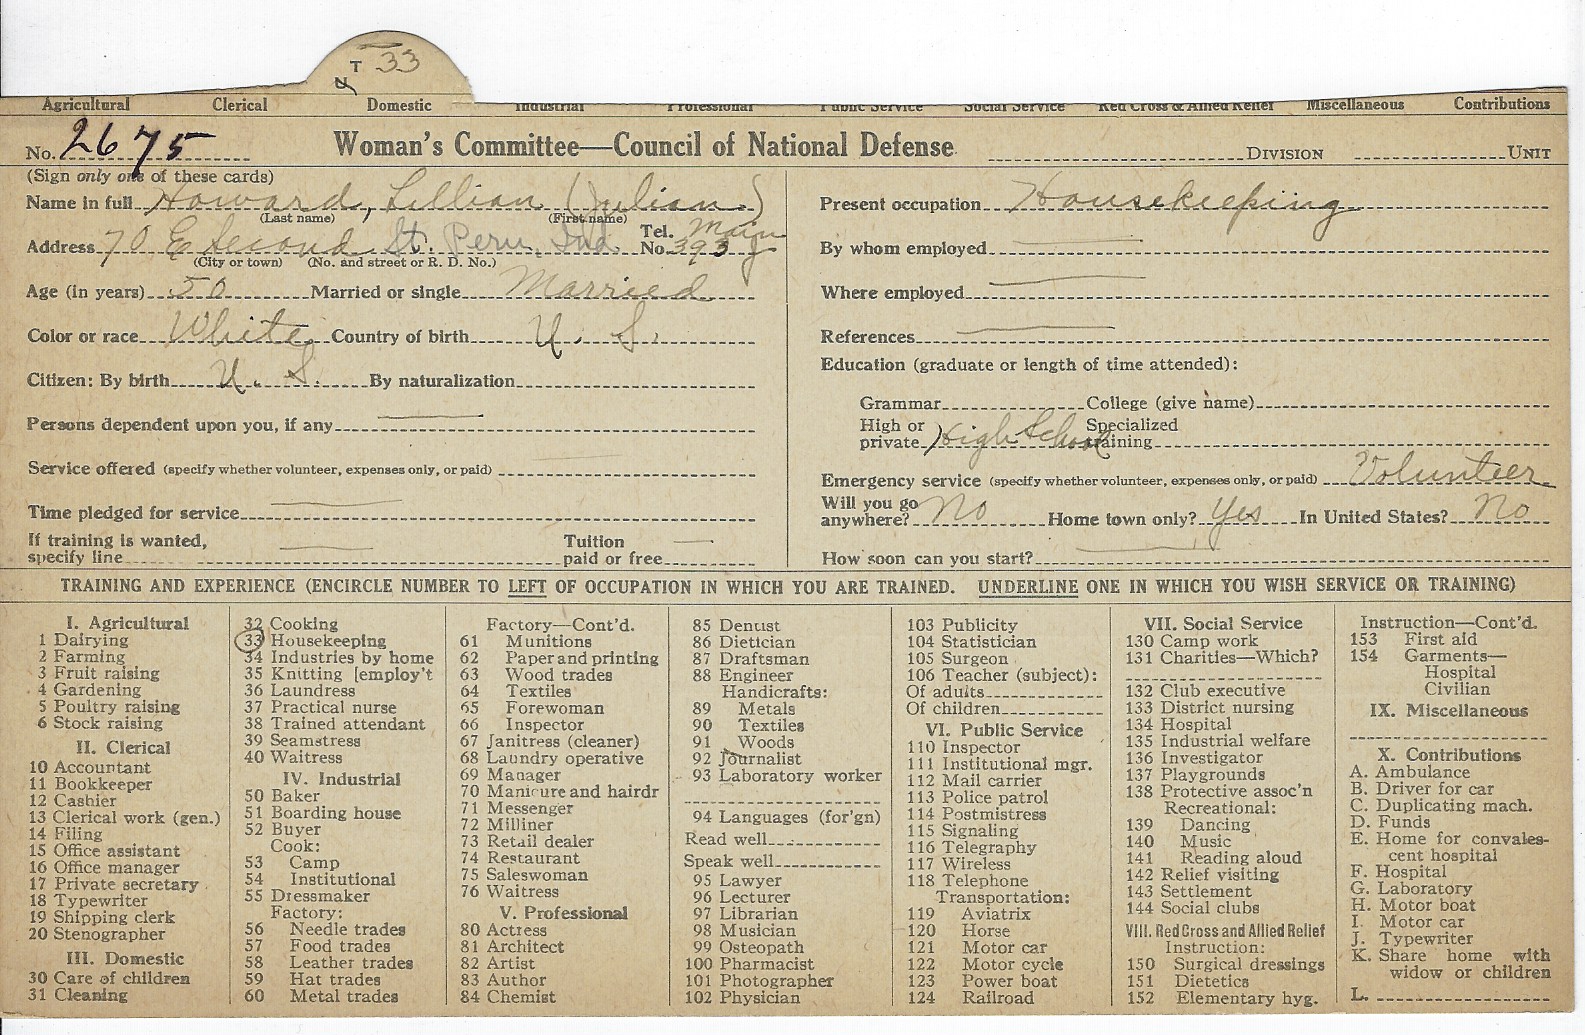 T 33
Agricultural Clerical Domestic Industrial Professional Public Service Social Service Red Cross & Allied Relief Miscellaneous Contributions
No. 2675 Woman's Committee—Council of National Defense DIVISION UNIT
(Sign only one of these cards)
Name in full Howard, Lillian (Julian)
(Last name) (First name)
Address 70 E Second St. Peru, Ind. Tel. No. Main 393 J
(City or town) (No. and street or R. D. No.)
Age (in years) 50 Married or single Married
Color or race White Country of birth U. S.
Citizen: By birth U. S. By naturalization
Persons dependent upon you, if any
Service offered (specify whether volunteer, expenses only, or paid)
Time pledged for service
If training is wanted, specify line Tuition paid or free
Present occupation Housekeeping
By whom employed
Where employed
References
Education (graduate or length of time attended):
Grammar College (give name)
High or private High School Specialized training
Emergency service (specify whether volunteer, expenses only, or paid) Volunteer
Will you go anywhere? No Home town only? Yes In United States? No
How soon can you start?
TRAINING AND EXPERIENCE (ENCIRCLE NUMBER TO LEFT OF OCCUPATION IN WHICH YOU ARE TRAINED. UNDERLINE ONE IN WHICH YOU WISH SERVICE OR TRAINING)
I. Agricultural
1 Dairying
2 Farming
3 Fruit raising
4 Gardening
5 Poultry raising
6 Stock raising
II. Clerical
10 Accountant
11 Bookkeeper
12 Cashier
13 Clerical work (gen.)
14 Filing
15 Office assistant
16 Office manager
17 Private secretary
18 Typewriter
19 Shipping clerk
20 Stenographer
III. Domestic
30 Care of children
31 Cleaning
32 Cooking
33 Housekeeping
34 Industries by home
35 Knitting [employ't
36 Laundress
37 Practical nurse
38 Trained attendant
39 Seamstress
40 Waitress
IV. Industrial
50 Baker
51 Boarding house
52 Buyer
Cook:
53 Camp
54 Institutional
55 Dressmaker
Factory:
56 Needle trades
57 Food trades
58 Leather trades
59 Hat trades
60 Metal trades
Factory—Cont'd.
61 Munitions
62 Paper and printing
63 Wood trades
64 Textiles
65 Forewoman
66 Inspector
67 Janitress (cleaner)
68 Laundry operative
69 Manager
70 Manicure and hairdr
71 Messenger
72 Milliner
73 Retail dealer
74 Restaurant
75 Saleswoman
76 Waitress
V. Professional
80 Actress
81 Architect
82 Artist
83 Author
84 Chemist
85 Dentist
86 Dietician
87 Draftsman
88 Engineer
Handicrafts:
89 Metals
90 Textiles
91 Woods
92 Journalist
93 Laboratory worker
94 Languages (for'gn)
Read well
Speak well
95 Lawyer
96 Lecturer
97 Librarian
98 Musician
99 Osteopath
100 Pharmacist
101 Photographer
102 Physician
103 Publicity
104 Statistician
105 Surgeon
106 Teacher (subject):
Of adults
Of children
VI. Public Service
110 Inspector
111 Institutional mgr.
112 Mail carrier
113 Police patrol
114 Postmistress
115 Signaling
116 Telegraphy
117 Wireless
118 Telephone
Transportation:
119 Aviatrix
120 Horse
121 Motor car
122 Motor cycle
123 Power boat
124 Railroad
VII. Social Service
130 Camp work
131 Charities—Which?
132 Club executive
133 District nursing
134 Hospital
135 Industrial welfare
136 Investigator
137 Playgrounds
138 Protective assoc'n
Recreational:
139 Dancing
140 Music
141 Reading aloud
142 Relief visiting
143 Settlement
144 Social clubs
VIII. Red Cross and Allied Relief
Instruction:
150 Surgical dressings
151 Dietetics
152 Elementary hyg.
Instruction—Cont'd.
153 First aid
154 Garments—
Hospital
Civilian
IX. Miscellaneous
X. Contributions
A. Ambulance
B. Driver for car
C. Duplicating mach.
D. Funds
E. Home for convales-
cent hospital
F. Hospital
G. Laboratory
H. Motor boat
I. Motor car
J. Typewriter
K. Share home with
widow or children
L.